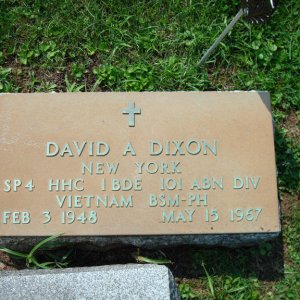 DAVID A DIXON
NEW YORK
SP4 HHC 1 BDE 101 ABN DIV
VIETNAM BSM-PH
FEB 3 1948 MAY 15 1967